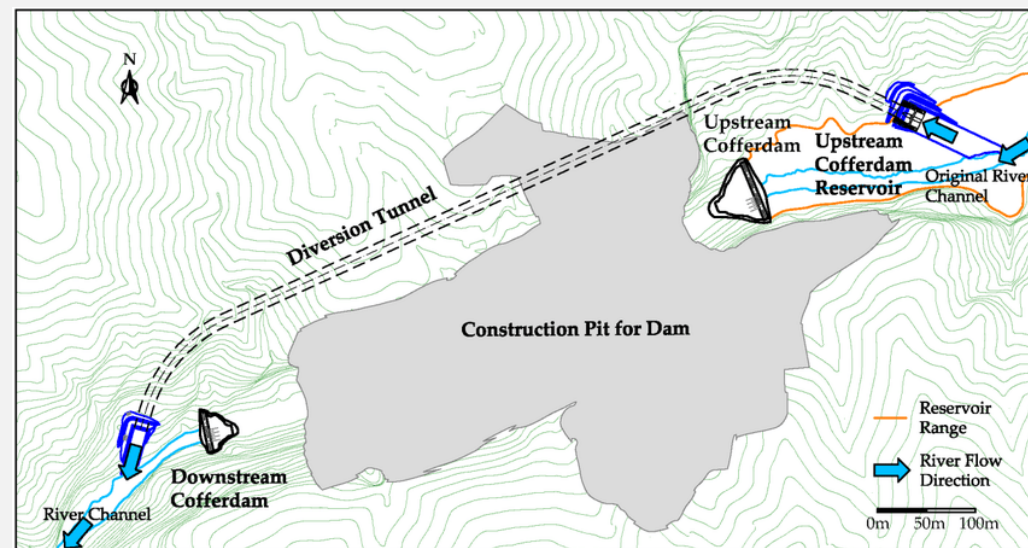 N
Upstream
Cofferdam
Upstream
Cofferdam
Reservoir
Original River
Channel
Diversion Tunnel
Construction Pit for Dam
Downstream
Cofferdam
River Channel
Reservoir
Range
River Flow
Direction
0m 50m 100m